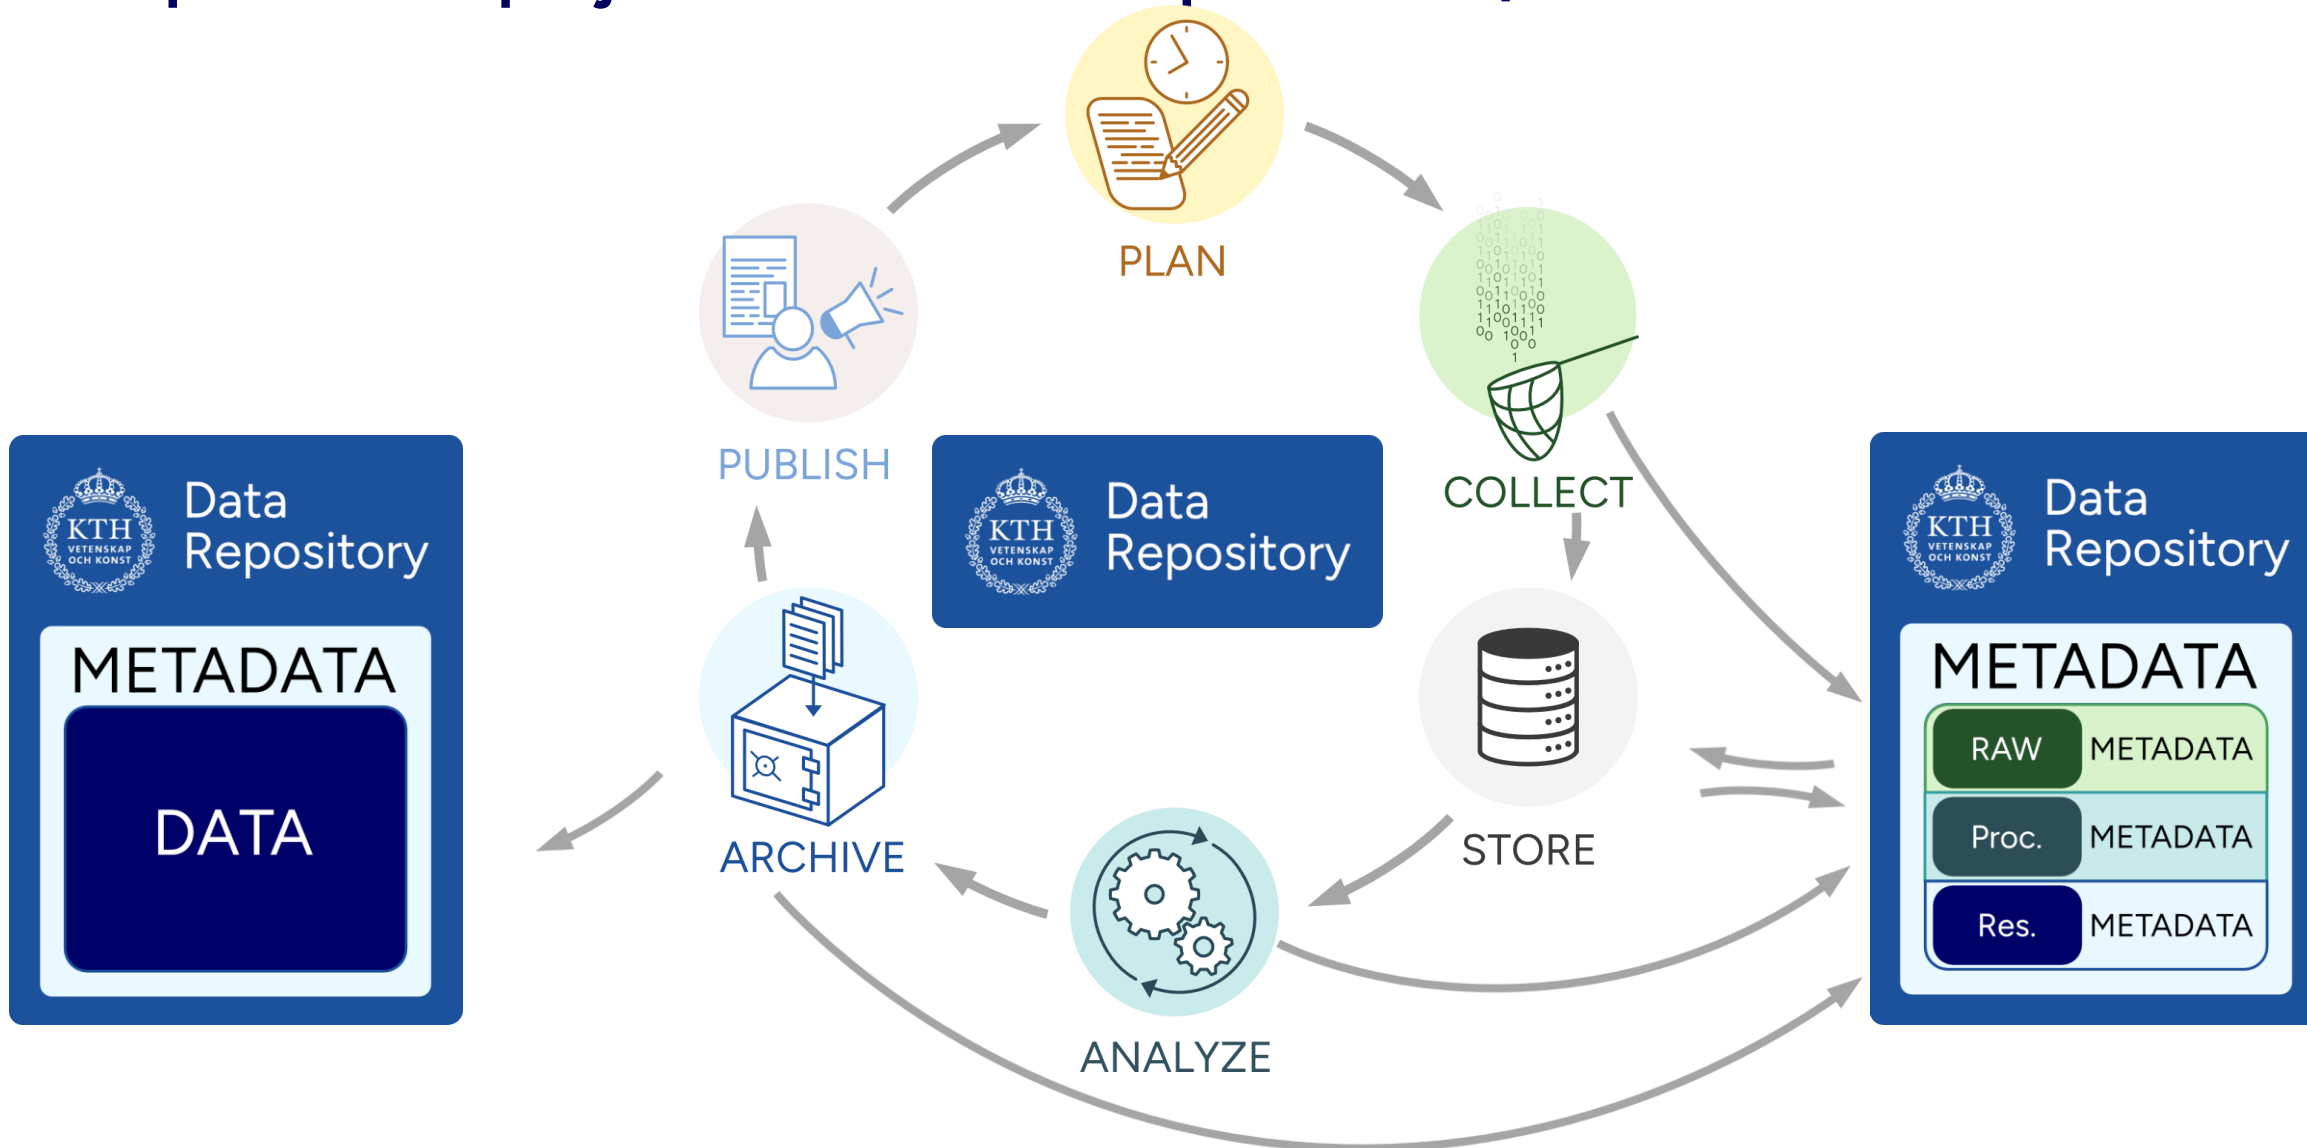 PLAN
COLLECT
PUBLISH
KTH
VETENSKAP
OCH KONST
Data
Repository
METADATA
DATA
KTH
VETENSKAP
OCH KONST
Data
Repository
KTH
VETENSKAP
OCH KONST
Data
Repository
METADATA
RAW METADATA
Proc. METADATA
Res. METADATA
STORE
ARCHIVE
ANALYZE